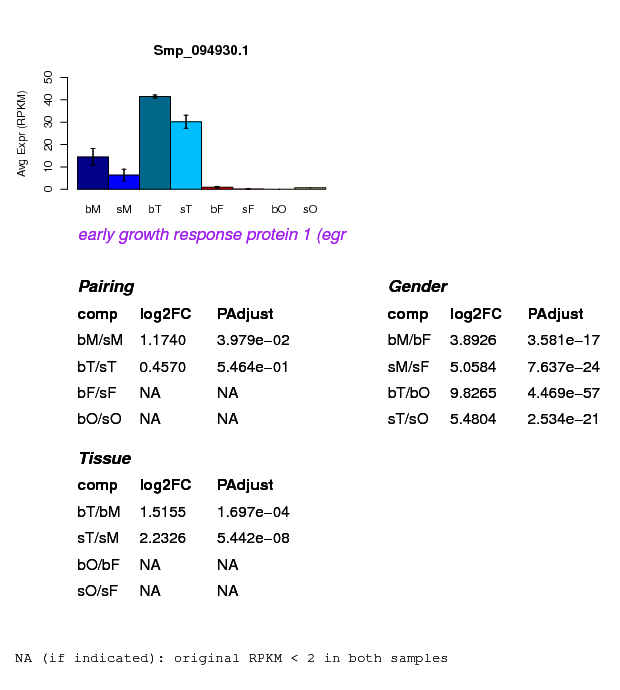 Smp_094930.1
Avg Expr (RPKM)
0 10 20 30 40 50
bM sM bT sT bF sF bO sO
early growth response protein 1 (egr
Pairing
comp log2FC PAdjust
bM/sM 1.1740 3.979e−02
bT/sT 0.4570 5.464e−01
bF/sF NA NA
bO/sO NA NA
Gender
comp log2FC PAdjust
bM/bF 3.8926 3.581e−17
sM/sF 5.0584 7.637e−24
bT/bO 9.8265 4.469e−57
sT/sO 5.4804 2.534e−21
Tissue
comp log2FC PAdjust
bT/bM 1.5155 1.697e−04
sT/sM 2.2326 5.442e−08
bO/bF NA NA
sO/sF NA NA
NA (if indicated): original RPKM < 2 in both samples